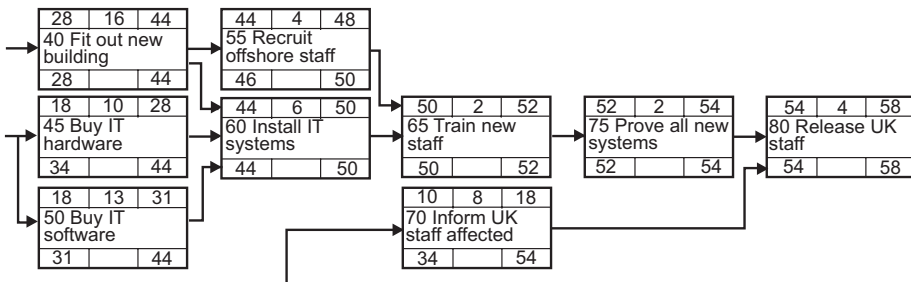 28 16 44
40 Fit out new
building
28 44
44 4 48
55 Recruit
offshore staff
46 50
18 10 28
45 Buy IT
hardware
34 44
44 6 50
60 Install IT
systems
44 50
50 2 52
65 Train new
staff
50 52
52 2 54
75 Prove all new
systems
52 54
54 4 58
80 Release UK
staff
54 58
18 13 31
50 Buy IT
software
31 44
10 8 18
70 Inform UK
staff affected
34 54